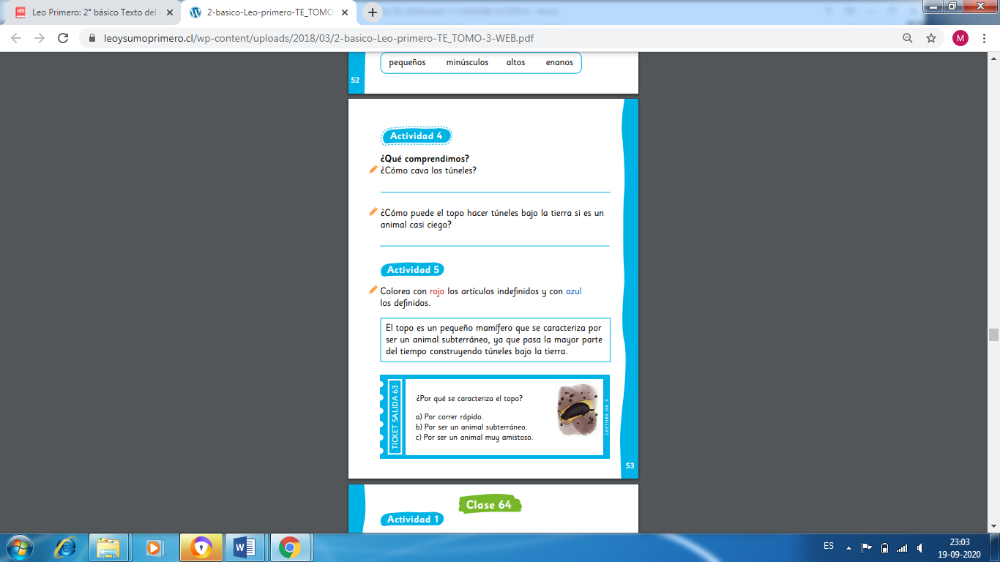 Leo Primero: 2° básico Texto del
2-basico-Leo-primero-TE_TOMO-
leoysumoprimero.cl/wp-content/uploads/2018/03/2-basico-Leo-primero-TE_TOMO-3-WEB.pdf
M
pequeños minúsculos altos enanos
52
Actividad 4
¿Qué comprendimos?
¿Cómo cava los túneles?
¿Cómo puede el topo hacer túneles bajo la tierra si es un
animal casi ciego?
Actividad 5
Colorea con rojo los artículos indefinidos y con azul
los definidos.
El topo es un pequeño mamífero que se caracteriza por
ser un animal subterráneo, ya que pasa la mayor parte
del tiempo construyendo túneles bajo la tierra.
TICKET SALIDA 63
¿Por qué se caracteriza el topo?
a) Por correr rápido.
b) Por ser un animal subterráneo.
c) Por ser un animal muy amistoso.
LECTURA OA 3
53
Clase 64
Actividad 1
ES
23:03
19-09-2020